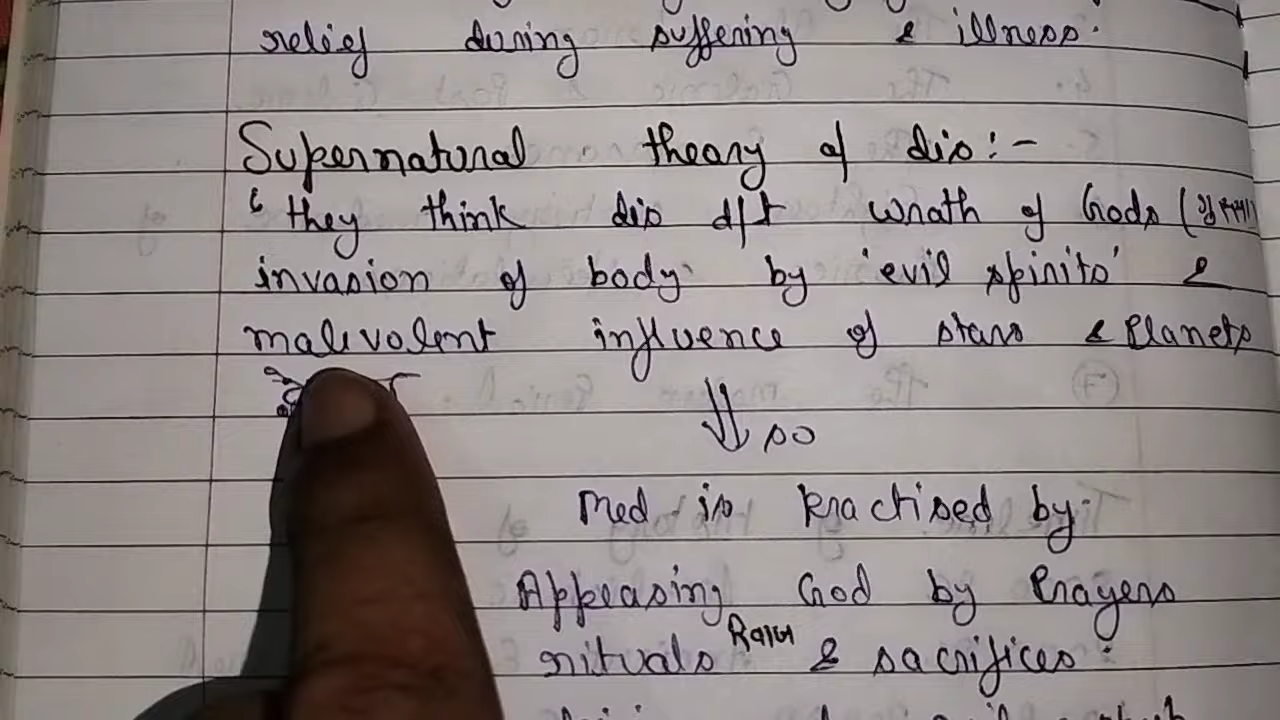 relief during suffering & illness.
Supernatural theory of dis:-
" they think dis d/t wrath of Gods (
invasion of body by 'evil spirits' &
malivolent influence of stars & Planets
⇓ so
Med is practised by:
Appeasing God by Prayers
rituals & sacrifices.